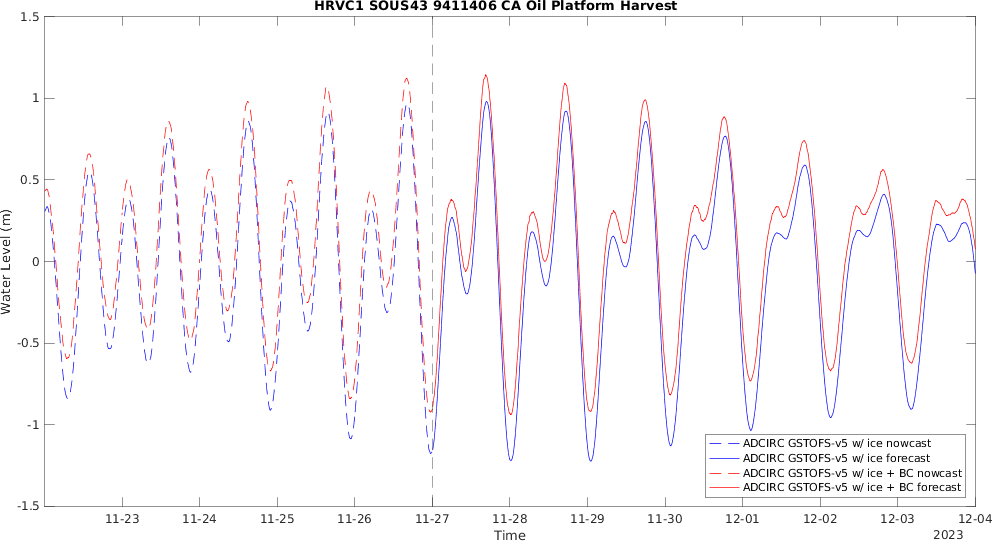 HRVC1 SOUS43 9411406 CA Oil Platform Harvest
1.5
1
0.5
0
-0.5
-1
-1.5
Water Level (m)
ADCIRC GSTOFS-v5 w/ ice nowcast
ADCIRC GSTOFS-v5 w/ ice forecast
ADCIRC GSTOFS-v5 w/ ice + BC nowcast
ADCIRC GSTOFS-v5 w/ ice + BC forecast
11-23 11-24 11-25 11-26 11-27 11-28 11-29 11-30 12-01 12-02 12-03 12-04
Time
2023